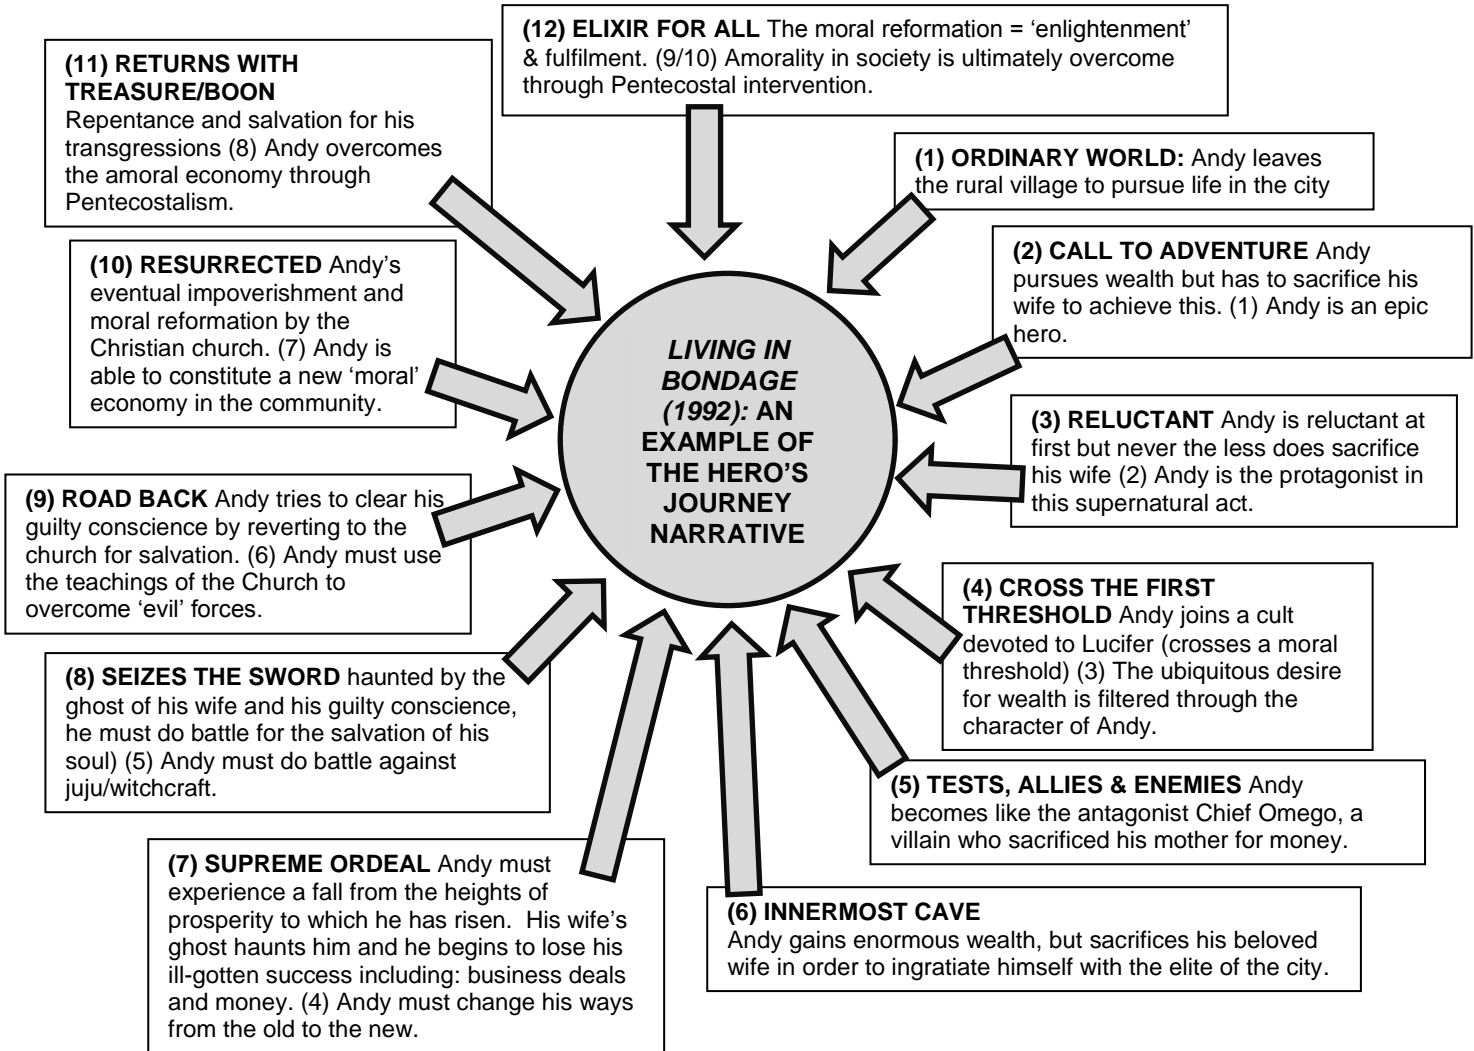 (12) ELIXIR FOR ALL The moral reformation = ‘enlightenment’
& fulfilment. (9/10) Amorality in society is ultimately overcome
through Pentecostal intervention.
(1) ORDINARY WORLD: Andy leaves
the rural village to pursue life in the city
(2) CALL TO ADVENTURE Andy
pursues wealth but has to sacrifice his
wife to achieve this. (1) Andy is an epic
hero.
(3) RELUCTANT Andy is reluctant at
first but never the less does sacrifice
his wife (2) Andy is the protagonist in
this supernatural act.
(4) CROSS THE FIRST
THRESHOLD Andy joins a cult
devoted to Lucifer (crosses a moral
threshold) (3) The ubiquitous desire
for wealth is filtered through the
character of Andy.
(5) TESTS, ALLIES & ENEMIES Andy
becomes like the antagonist Chief Omego, a
villain who sacrificed his mother for money.
(6) INNERMOST CAVE
Andy gains enormous wealth, but sacrifices his beloved
wife in order to ingratiate himself with the elite of the city.
(7) SUPREME ORDEAL Andy must
experience a fall from the heights of
prosperity to which he has risen.  His wife’s
ghost haunts him and he begins to lose his
ill-gotten success including: business deals
and money. (4) Andy must change his ways
from the old to the new.
(8) SEIZES THE SWORD haunted by the
ghost of his wife and his guilty conscience,
he must do battle for the salvation of his
soul) (5) Andy must do battle against
juju/witchcraft.
(9) ROAD BACK Andy tries to clear his
guilty conscience by reverting to the
church for salvation. (6) Andy must use
the teachings of the Church to
overcome ‘evil’ forces.
(10) RESURRECTED Andy’s
eventual impoverishment and
moral reformation by the
Christian church. (7) Andy is
able to constitute a new ‘moral’
economy in the community.
(11) RETURNS WITH
TREASURE/BOON
Repentance and salvation for his
transgressions (8) Andy overcomes
the amoral economy through
Pentecostalism.
LIVING IN
BONDAGE
(1992): AN
EXAMPLE OF
THE HERO’S
JOURNEY
NARRATIVE